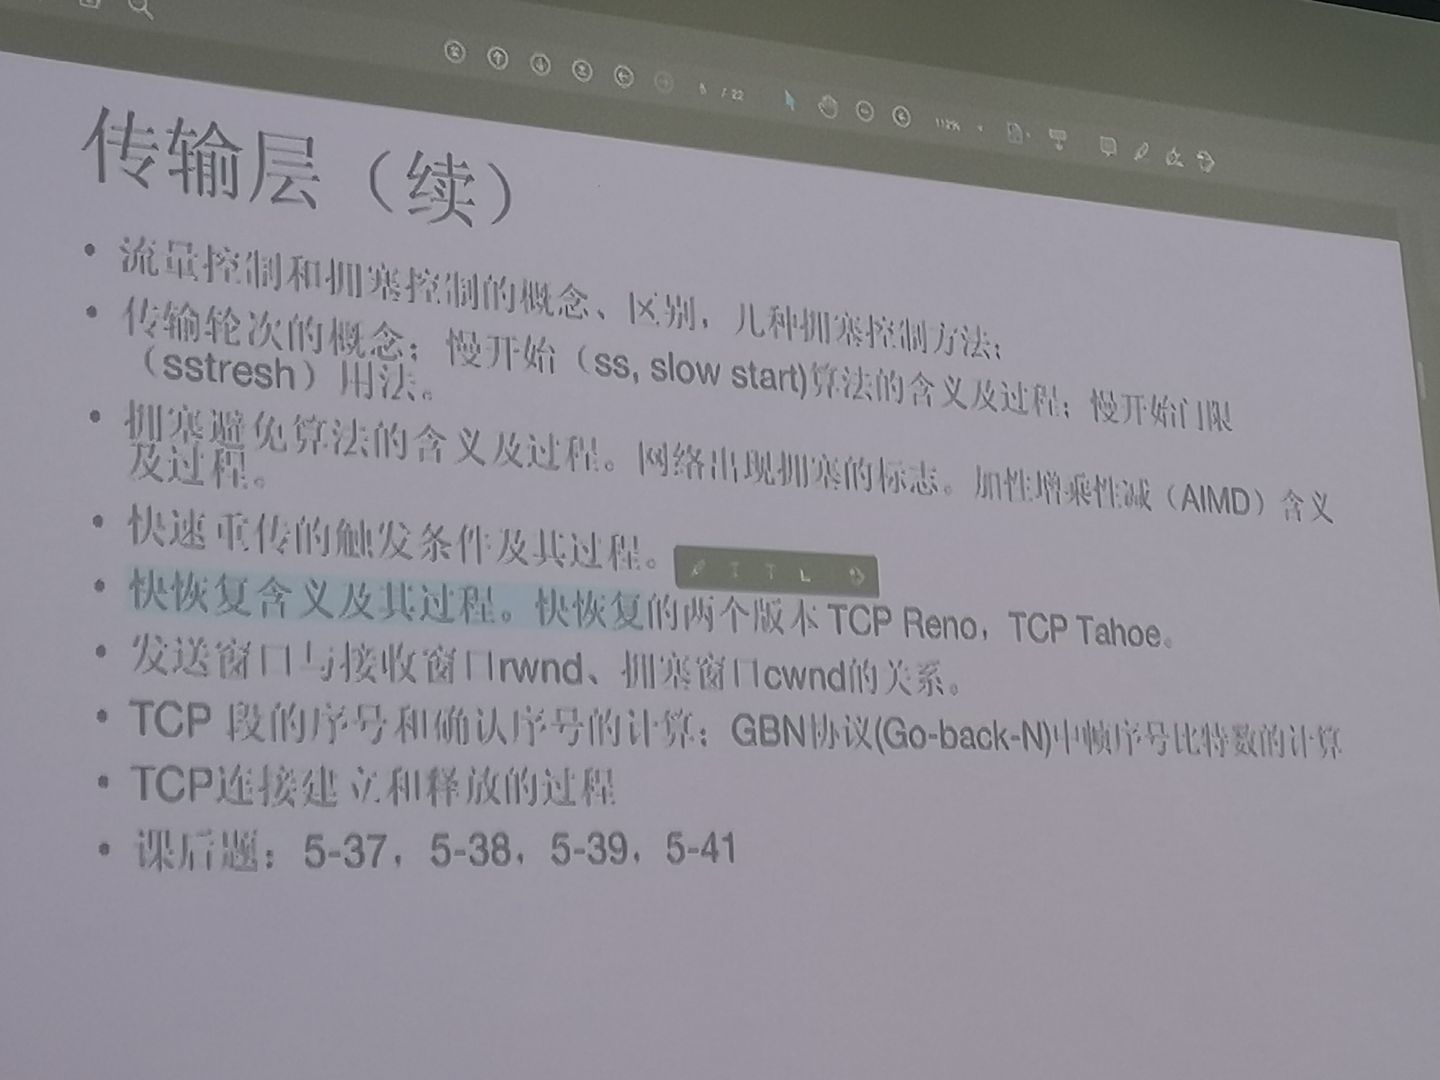 / 22
112%
传输层（续）
• 流量控制和拥塞控制的概念、区别，几种拥塞控制方法；
• 传输轮次的概念；慢开始（ss, slow start)算法的含义及过程；慢开始门限
（sstresh）用法。
• 拥塞避免算法的含义及过程。网络出现拥塞的标志。加性增乘性减（AIMD）含义
及过程。
• 快速重传的触发条件及其过程。
• 快恢复含义及其过程。快恢复的两个版本 TCP Reno，TCP Tahoe。
• 发送窗口与接收窗口rwnd、拥塞窗口cwnd的关系。
• TCP 段的序号和确认序号的计算；GBN协议(Go-back-N)中帧序号比特数的计算
• TCP连接建立和释放的过程
• 课后题：5-37，5-38，5-39，5-41